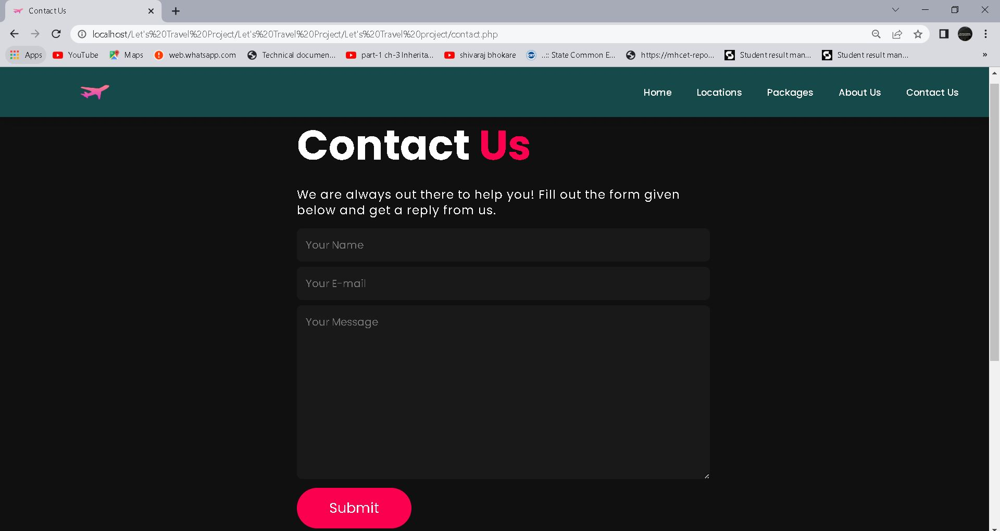 Contact Us
localhost/Let's%20Travel%20Project/Let's%20Travel%20Project/Let's%20Travel%20project/contact.php
Apps YouTube Maps web.whatsapp.com Technical documen... part-1 ch-3 Inherita... shivaraj bhokare ..:: State Common E... https://mhcet-repo... Student result man... Student result man... »
Home Locations Packages About Us Contact Us
Contact Us
We are always out there to help you! Fill out the form given
below and get a reply from us.
Your Name
Your E-mail
Your Message
Submit